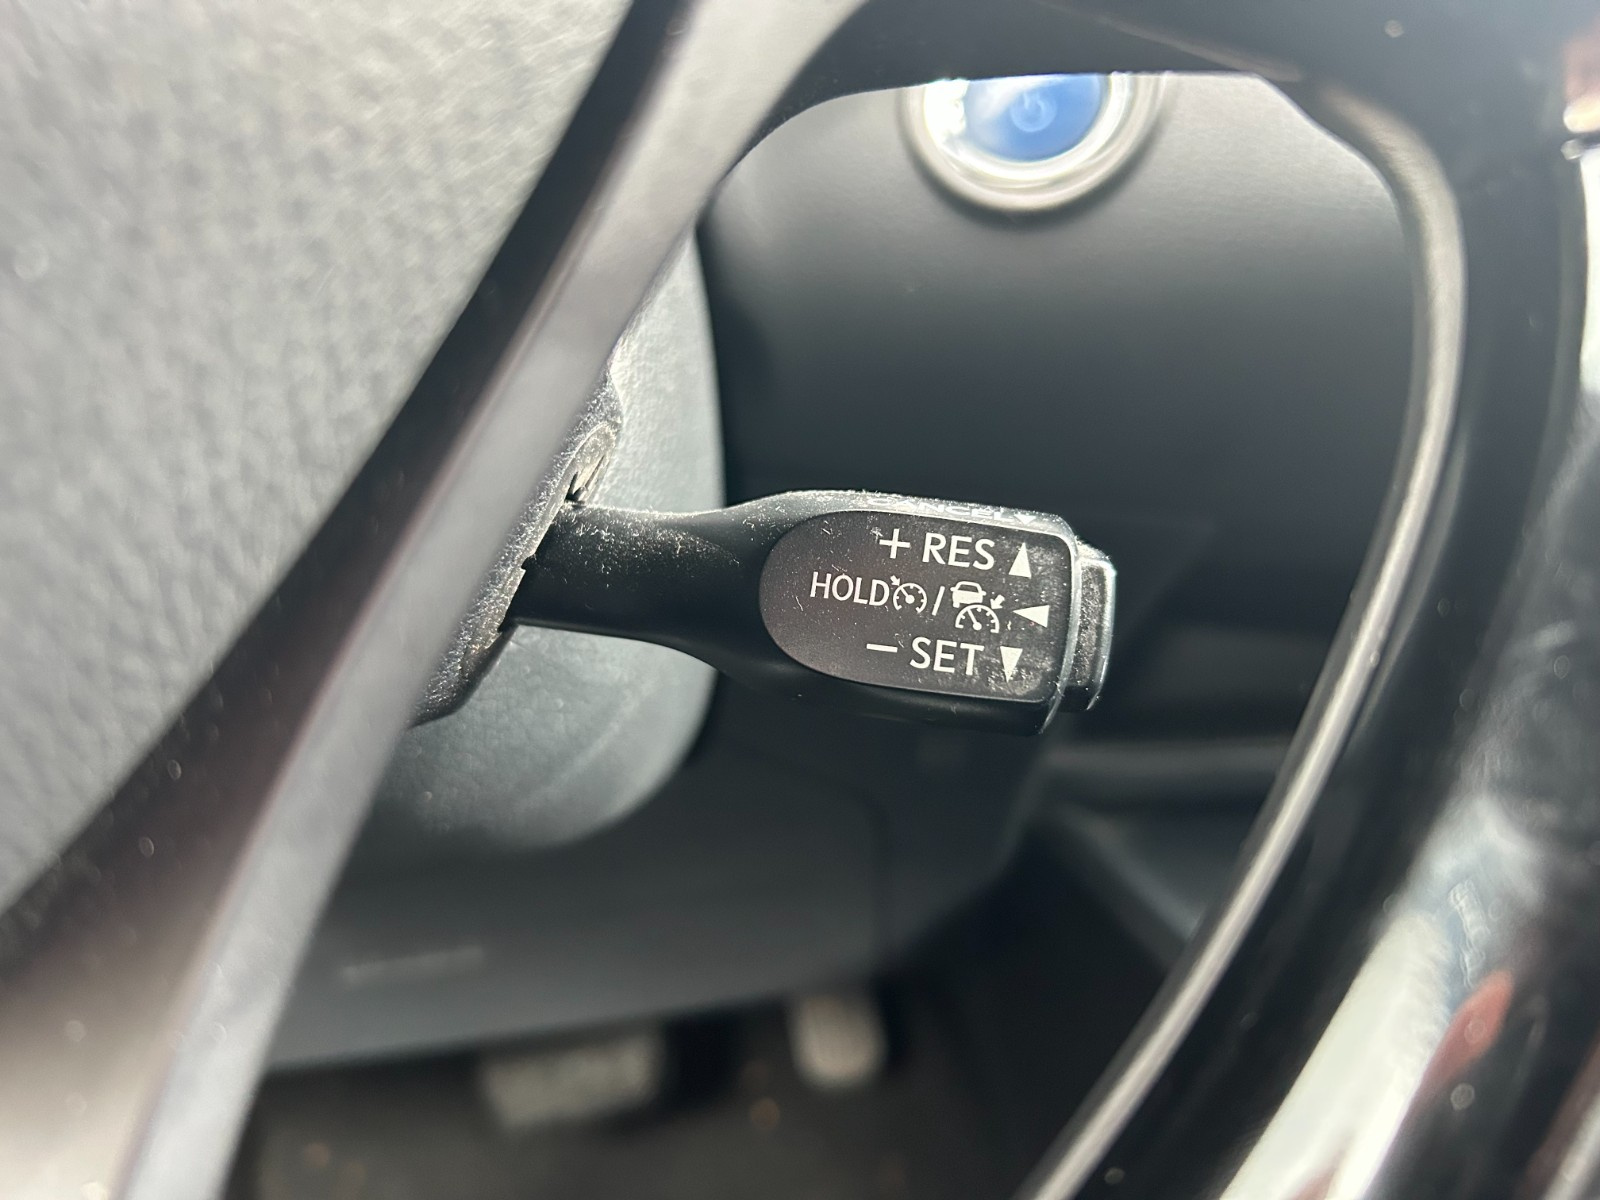 + RES ▲
HOLD / ◄
− SET ▼